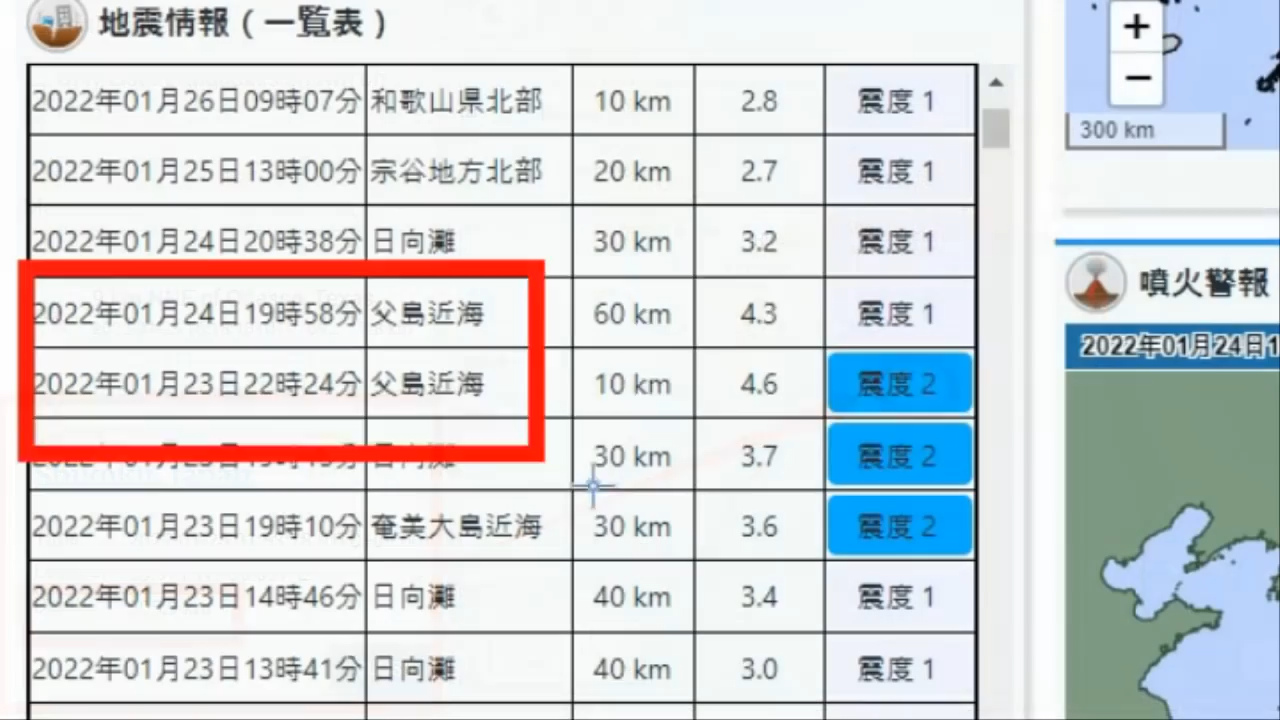 地震情報（一覧表）
2022年01月26日09時07分 和歌山県北部 10 km 2.8 震度 1
2022年01月25日13時00分 宗谷地方北部 20 km 2.7 震度 1
2022年01月24日20時38分 日向灘 30 km 3.2 震度 1
2022年01月24日19時58分 父島近海 60 km 4.3 震度 1
2022年01月23日22時24分 父島近海 10 km 4.6 震度 2
日向灘 30 km 3.7 震度 2
2022年01月23日19時10分 奄美大島近海 30 km 3.6 震度 2
2022年01月23日14時46分 日向灘 40 km 3.4 震度 1
2022年01月23日13時41分 日向灘 40 km 3.0 震度 1
+
−
300 km
噴火警報
2022年01月24日1